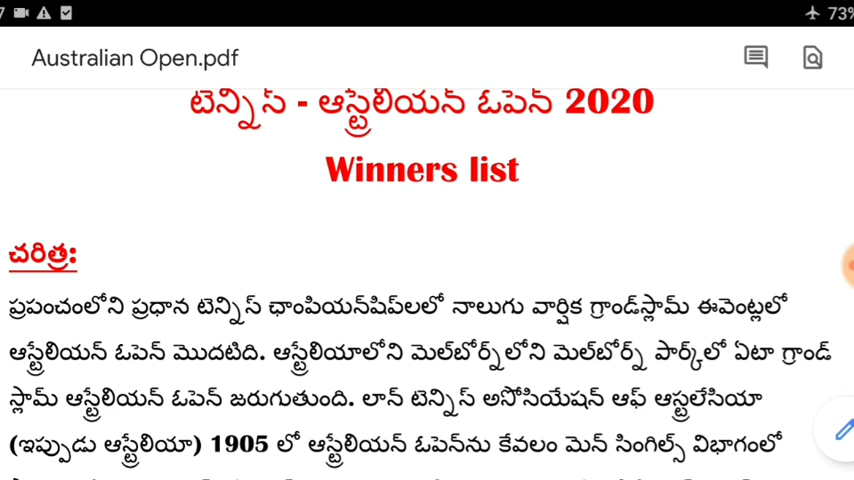 73%
Australian Open.pdf
టెన్నిస్ - ఆస్ట్రేలియన్ ఓపెన్ 2020
Winners list
చరిత్ర:
ప్రపంచంలోని ప్రధాన టెన్నిస్ ఛాంపియన్‌షిప్‌లలో నాలుగు వార్షిక గ్రాండ్‌స్లామ్ ఈవెంట్లలో
ఆస్ట్రేలియన్ ఓపెన్ మొదటిది. ఆస్ట్రేలియాలోని మెల్‌బోర్న్‌లోని మెల్‌బోర్న్ పార్క్‌లో ఏటా గ్రాండ్
స్లామ్ ఆస్ట్రేలియన్ ఓపెన్ జరుగుతుంది. లాన్ టెన్నిస్ అసోసియేషన్ ఆఫ్ ఆస్ట్రలేసియా
(ఇప్పుడు ఆస్ట్రేలియా) 1905 లో ఆస్ట్రేలియన్ ఓపెన్‌ను కేవలం మెన్ సింగిల్స్ విభాగంలో